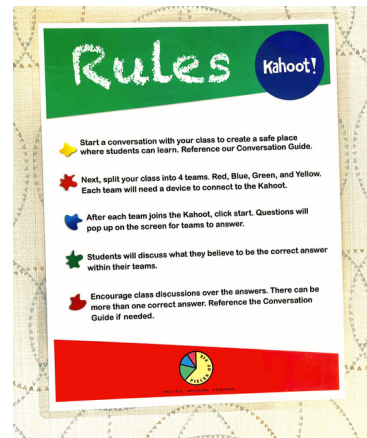 Rules
Kahoot!
Start a conversation with your class to create a safe place
where students can learn. Reference our Conversation Guide.
Next, split your class into 4 teams. Red, Blue, Green, and Yellow.
Each team will need a device to connect to the Kahoot.
After each team joins the Kahoot, click start. Questions will
pop up on the screen for teams to answer.
Students will discuss what they believe to be the correct answer
within their teams.
Encourage class discussions over the answers. There can be
more than one correct answer. Reference the Conversation
Guide if needed.
PIECES OF PIE